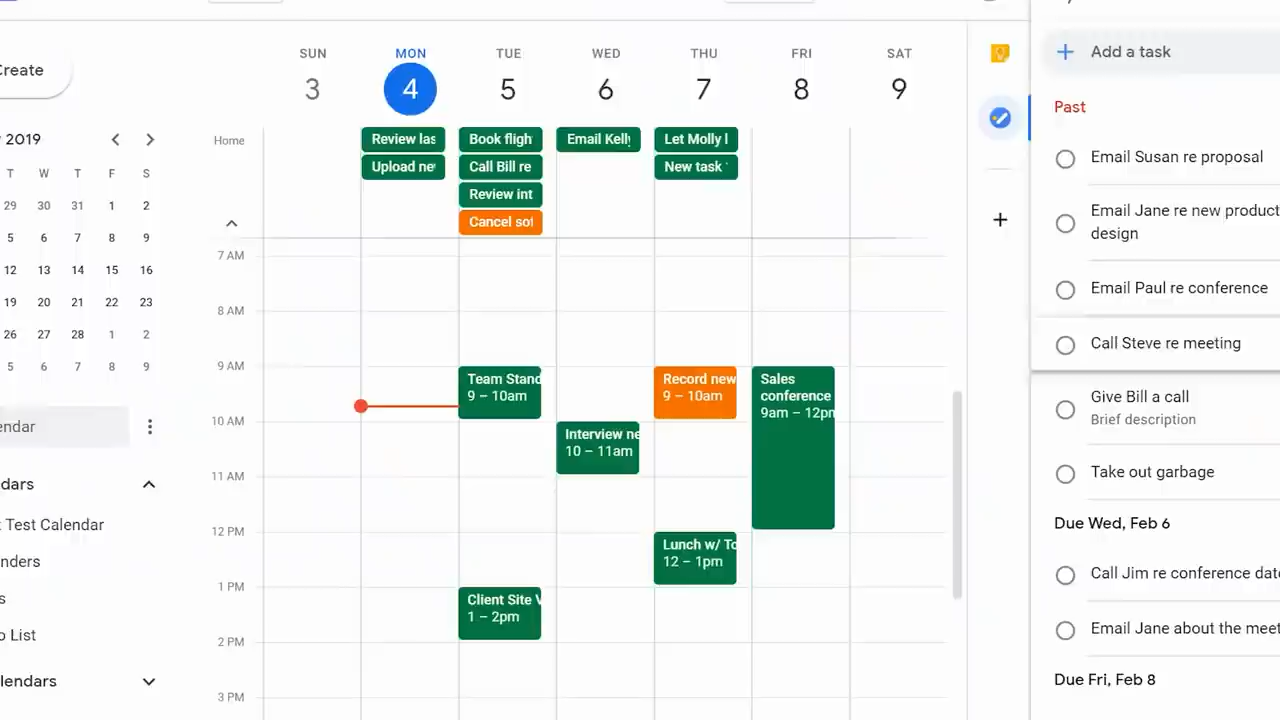 Create
2019
T W T F S
29 30 31 1 2
5 6 7 8 9
12 13 14 15 16
19 20 21 22 23
26 27 28 1 2
5 6 7 8 9
endar
dars
Test Calendar
nders
s
o List
lendars
SUN MON TUE WED THU FRI SAT
3 4 5 6 7 8 9
Home
Review las
Upload ne
Book fligh
Call Bill re
Review int
Cancel sof
Email Kelly
Let Molly
New task
7 AM
8 AM
9 AM
10 AM
11 AM
12 PM
1 PM
2 PM
3 PM
Team Stand
9 – 10am
Client Site
1 – 2pm
Interview ne
10 – 11am
Record new
9 – 10am
Lunch w/ To
12 – 1pm
Sales
conference
9am – 12pm
Add a task
Past
Email Susan re proposal
Email Jane re new product
design
Email Paul re conference
Call Steve re meeting
Give Bill a call
Brief description
Take out garbage
Due Wed, Feb 6
Call Jim re conference date
Email Jane about the meet
Due Fri, Feb 8